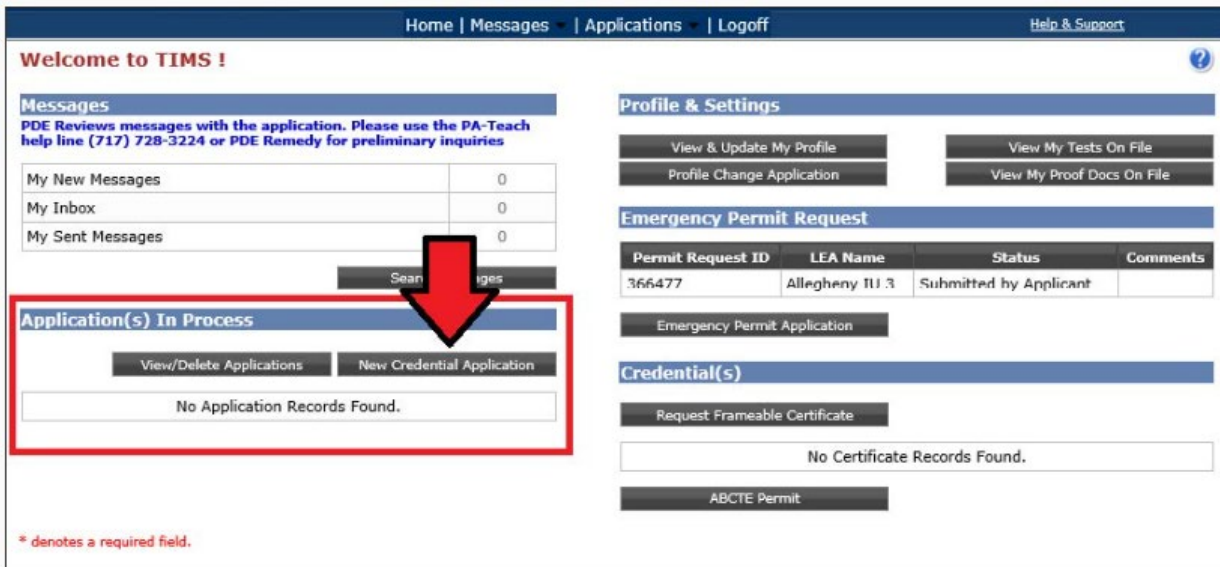 Home | Messages | Applications | Logoff
Help & Support
Welcome to TIMS !
?
Messages
PDE Reviews messages with the application. Please use the PA-Teach
help line (717) 728-3224 or PDE Remedy for preliminary inquiries
My New Messages 0
My Inbox 0
My Sent Messages 0
Application(s) In Process
View/Delete Applications New Credential Application
No Application Records Found.
* denotes a required field.
Profile & Settings
View & Update My Profile View My Tests On File
Profile Change Application View My Proof Docs On File
Emergency Permit Request
Permit Request ID LEA Name Status Comments
366477 Allegheny IU 3 Submitted by Applicant
Emergency Permit Application
Credential(s)
Request Frameable Certificate
No Certificate Records Found.
ABCTE Permit